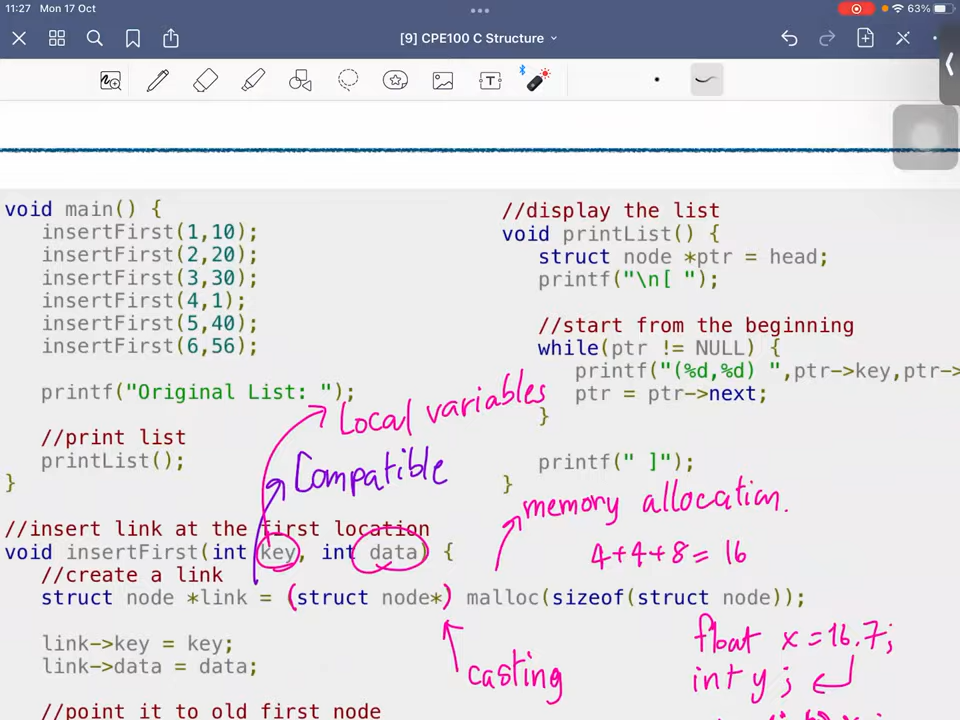 11:27 Mon 17 Oct
63%
[9] CPE100 C Structure
void main() {
insertFirst(1,10);
insertFirst(2,20);
insertFirst(3,30);
insertFirst(4,1);
insertFirst(5,40);
insertFirst(6,56);
printf("Original List: ");
Local variables
//print list
printList();
}
Compatible
//insert link at the first location
void insertFirst(int key, int data) {
//create a link
struct node *link = (struct node*) malloc(sizeof(struct node));
casting
link->key = key;
link->data = data;
//point it to old first node
//display the list
void printList() {
struct node *ptr = head;
printf("\n[ ");
//start from the beginning
while(ptr != NULL) {
printf("(%d,%d) ",ptr->key,ptr->
ptr = ptr->next;
}
printf(" ]");
}
memory allocation.
4+4+8=16
float x = 16.7;
int y;